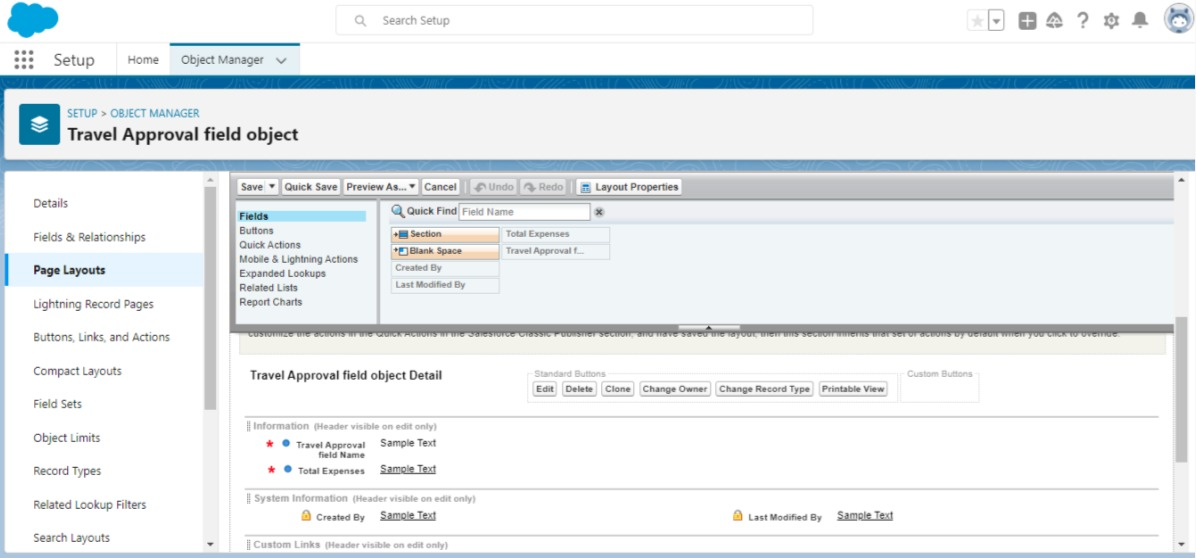 Search Setup
Setup
Home
Object Manager
SETUP > OBJECT MANAGER
Travel Approval field object
Details
Fields & Relationships
Page Layouts
Lightning Record Pages
Buttons, Links, and Actions
Compact Layouts
Field Sets
Object Limits
Record Types
Related Lookup Filters
Search Layouts
Save Quick Save Preview As... Cancel Undo Redo Layout Properties
Fields
Buttons
Quick Actions
Mobile & Lightning Actions
Expanded Lookups
Related Lists
Report Charts
Quick Find Field Name
Section Total Expenses
Blank Space Travel Approval f...
Created By
Last Modified By
customize the actions in the Quick Actions in the Salesforce Classic Publisher section, and have saved the layout, then this section inherits that set of actions by default when you click to override.
Travel Approval field object Detail
Standard Buttons
Edit Delete Clone Change Owner Change Record Type Printable View
Custom Buttons
Information (Header visible on edit only)
* Travel Approval Sample Text
field Name
* Total Expenses Sample Text
System Information (Header visible on edit only)
Created By Sample Text Last Modified By Sample Text
Custom Links (Header visible on edit only)